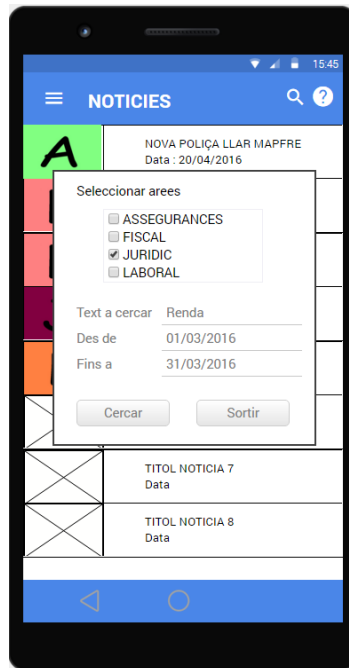 15:45
NOTICIES
?
A
NOVA POLIÇA LLAR MAPFRE
Data : 20/04/2016
Seleccionar arees
ASSEGURANCES
FISCAL
JURIDIC
LABORAL
Text a cercar Renda
Des de 01/03/2016
Fins a 31/03/2016
Cercar Sortir
TITOL NOTICIA 7
Data
TITOL NOTICIA 8
Data